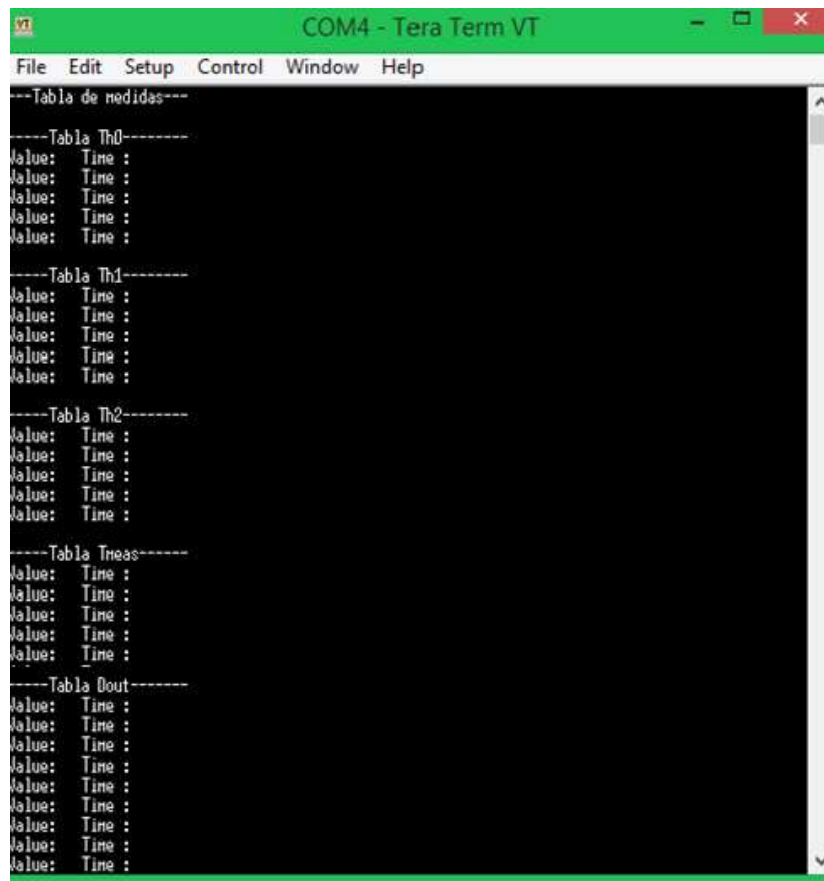 VT COM4 - Tera Term VT
File Edit Setup Control Window Help
---Tabla de medidas---
-----Tabla Th0--------
Value: Time :
Value: Time :
Value: Time :
Value: Time :
Value: Time :
-----Tabla Th1--------
Value: Time :
Value: Time :
Value: Time :
Value: Time :
Value: Time :
-----Tabla Th2--------
Value: Time :
Value: Time :
Value: Time :
Value: Time :
Value: Time :
-----Tabla Tmeas------
Value: Time :
Value: Time :
Value: Time :
Value: Time :
Value: Time :
-----Tabla Dout-------
Value: Time :
Value: Time :
Value: Time :
Value: Time :
Value: Time :
Value: Time :
Value: Time :
Value: Time :
Value: Time :